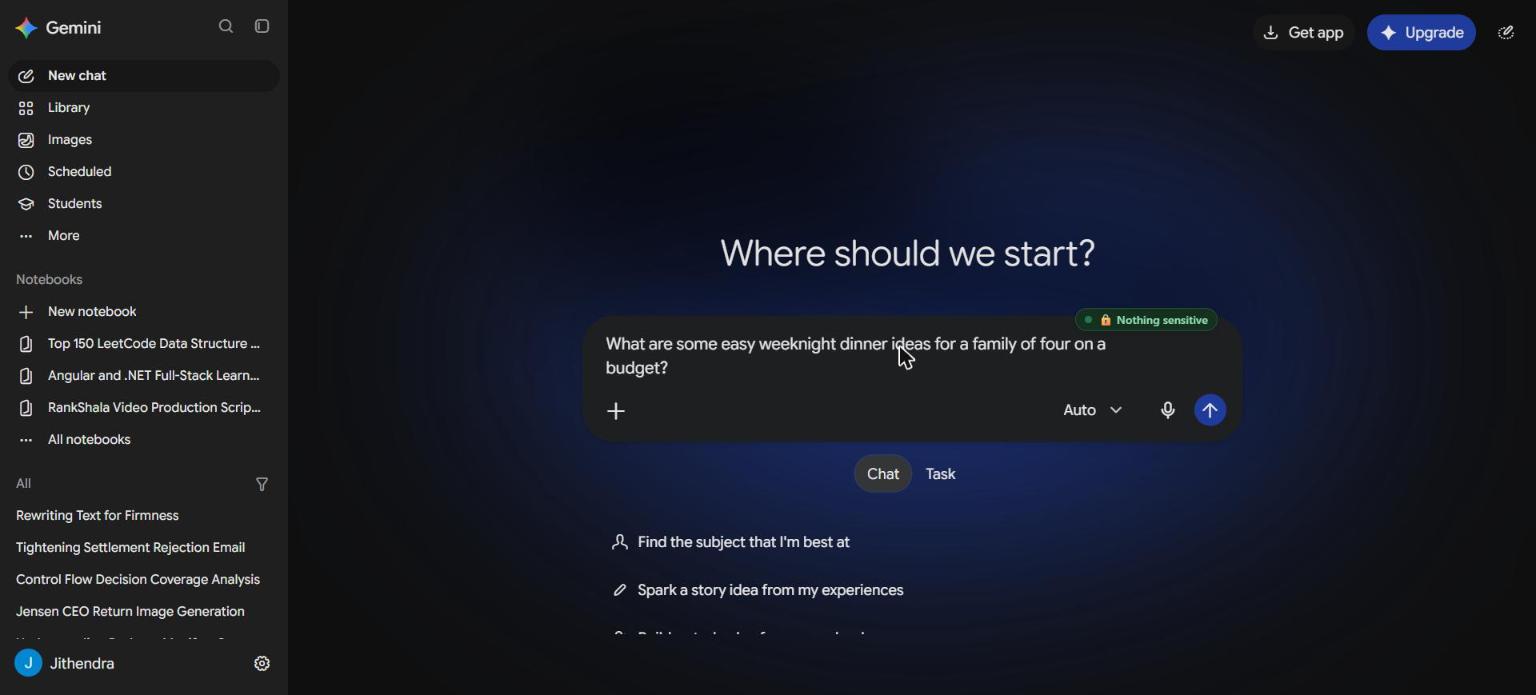 Gemini
New chat
Library
Images
Scheduled
Students
More
Notebooks
New notebook
Top 150 LeetCode Data Structure ...
Angular and .NET Full-Stack Learn...
RankShala Video Production Scrip...
All notebooks
All
Rewriting Text for Firmness
Tightening Settlement Rejection Email
Control Flow Decision Coverage Analysis
Jensen CEO Return Image Generation
J Jithendra
Get app
Upgrade
Where should we start?
Nothing sensitive
What are some easy weeknight dinner ideas for a family of four on a
budget?
Auto
Chat
Task
Find the subject that I'm best at
Spark a story idea from my experiences